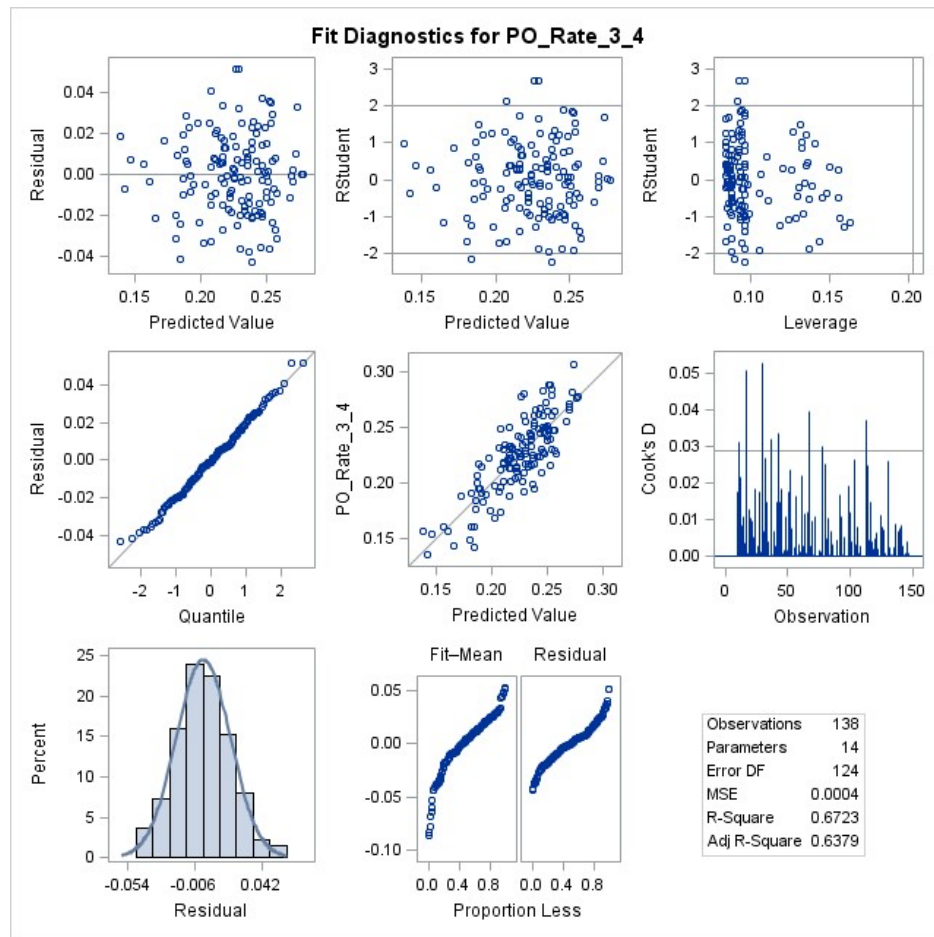 Fit Diagnostics for PO_Rate_3_4
Residual
0.04
0.02
0.00
-0.02
-0.04
0.15 0.20 0.25
Predicted Value
RStudent
3
2
1
0
-1
-2
0.15 0.20 0.25
Predicted Value
RStudent
3
2
1
0
-1
-2
0.10 0.15 0.20
Leverage
Residual
0.04
0.02
0.00
-0.02
-0.04
-2 -1 0 1 2
Quantile
PO_Rate_3_4
0.30
0.25
0.20
0.15
0.15 0.20 0.25 0.30
Predicted Value
Cook's D
0.05
0.04
0.03
0.02
0.01
0.00
0 50 100 150
Observation
Percent
25
20
15
10
5
0
-0.054 -0.006 0.042
Residual
Fit–Mean Residual
0.05
0.00
-0.05
-0.10
0.0 0.4 0.8 0.0 0.4 0.8
Proportion Less
Observations 138
Parameters 14
Error DF 124
MSE 0.0004
R-Square 0.6723
Adj R-Square 0.6379